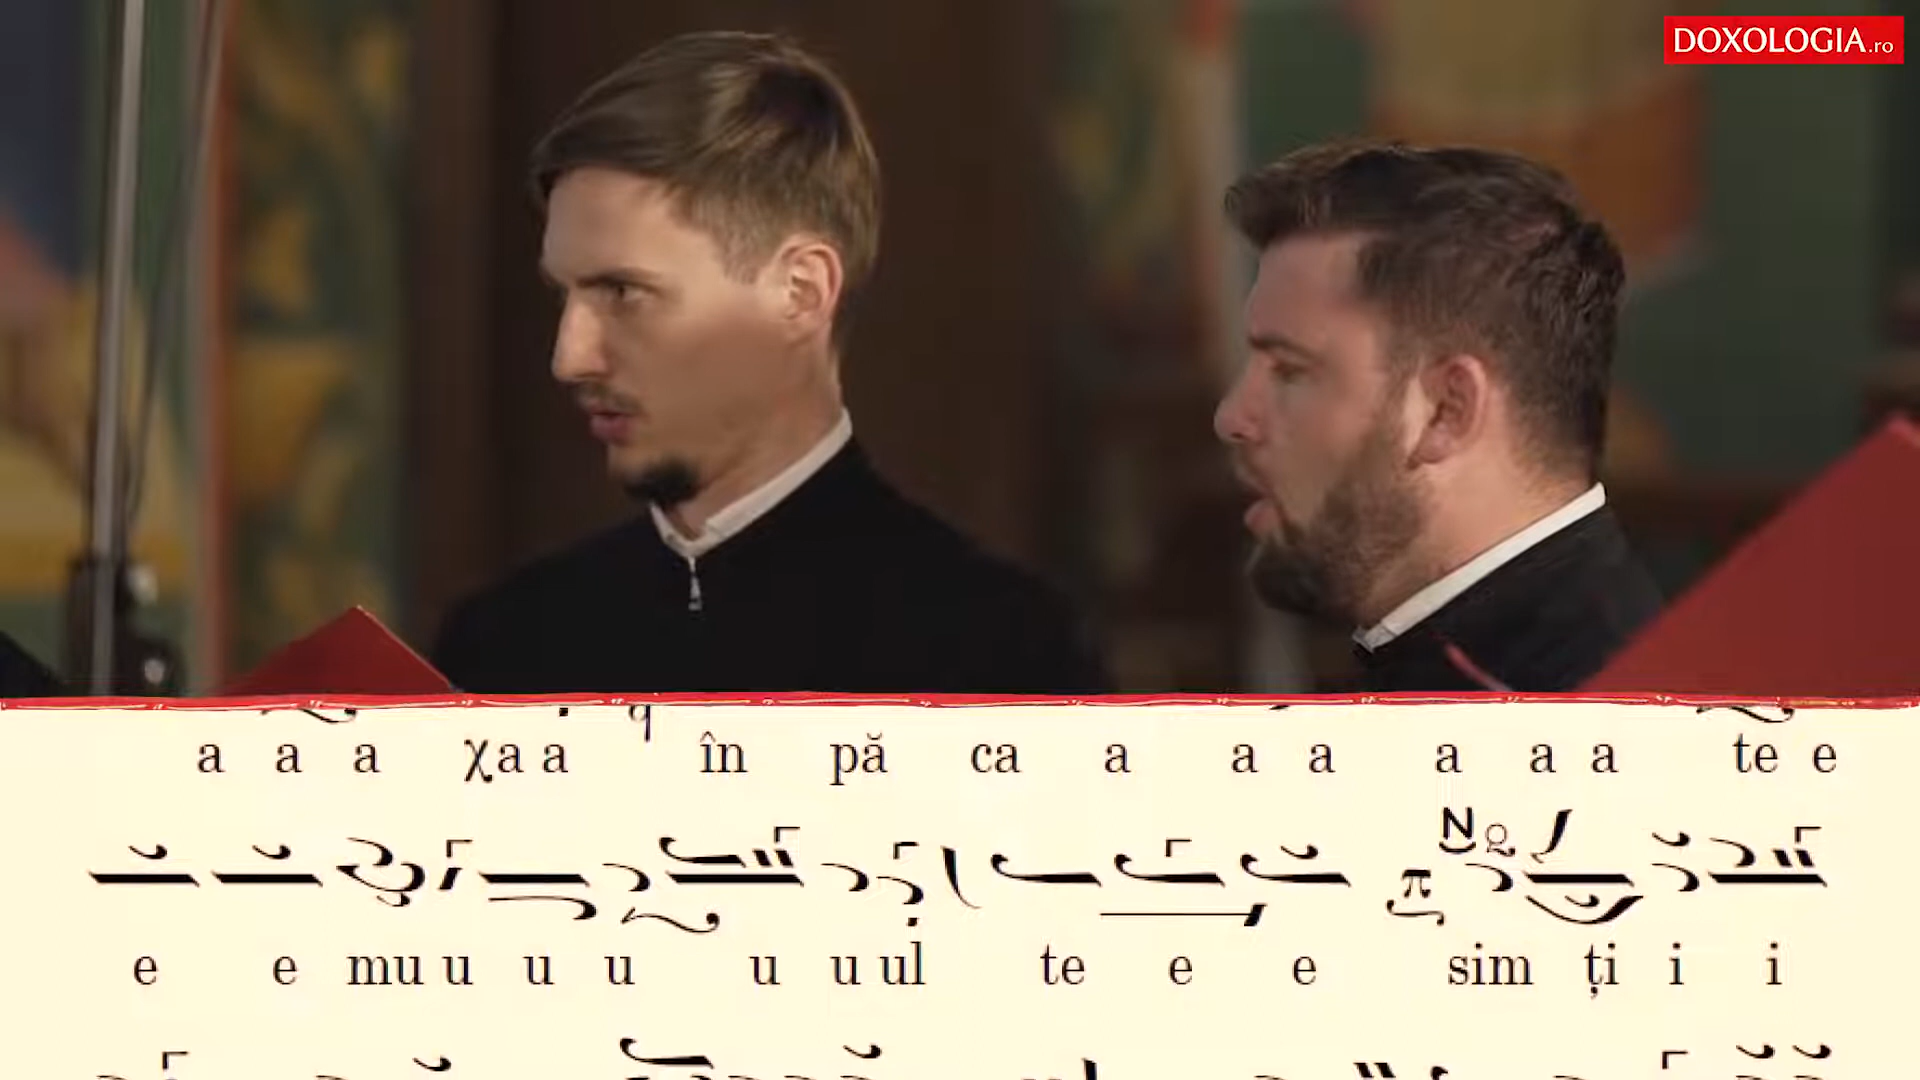 DOXOLOGIA.ro
a a a χa a în pă ca a a a a a a te e
e e mu u u u u u ul te e e sim ți i i